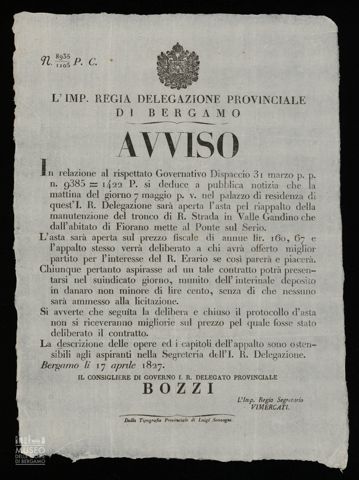 N. 8935/1205 P. C.
L'IMP. REGIA DELEGAZIONE PROVINCIALE
DI BERGAMO
AVVISO
In relazione al rispettato Governativo Dispaccio 31 marzo p. p.
n. 9385 = 1422 P. si deduce a pubblica notizia che la
mattina del giorno 7 maggio p. v. nel palazzo di residenza di
quest'I. R. Delegazione sarà aperta l'asta pel riappalto della
manutenzione del tronco di R. Strada in Valle Gandino che
dall'abitato di Fiorano mette al Ponte sul Serio.
L'asta sarà aperta sul prezzo fiscale di annue lir. 160, 67 e
l'appalto stesso verrà deliberato a chi avrà offerto miglior
partito per l'interesse del R. Erario se così parerà e piacerà.
Chiunque pertanto aspirasse ad un tale contratto potrà presen-
tarsi nel suindicato giorno, munito dell'interinale deposito
in danaro non minore di lire cento, senza di che nessuno
sarà ammesso alla licitazione.
Si avverte che seguita la delibera e chiuso il protocollo d'asta
non si riceveranno migliorie sul prezzo pel quale fosse stato
deliberato il contratto.
La descrizione delle opere ed i capitoli dell'appalto sono osten-
sibili agli aspiranti nella Segreteria dell'I. R. Delegazione.
Bergamo li 17 aprile 1827.
IL CONSIGLIERE DI GOVERNO I. R. DELEGATO PROVINCIALE
BOZZI
L'Imp. Regio Segretario
VIMERCATI.
Dalla Tipografia Provinciale di Luigi Sonzogni.
MUSEO
DI BERGAMO